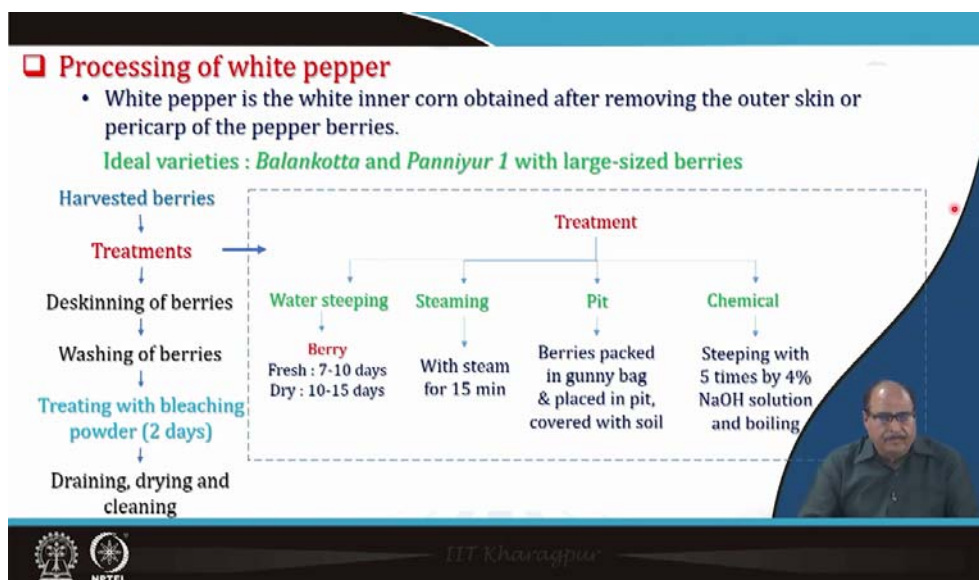 Processing of white pepper
• White pepper is the white inner corn obtained after removing the outer skin or
pericarp of the pepper berries.
Ideal varieties : Balankotta and Panniyur 1 with large-sized berries
Harvested berries
Treatments
Deskinning of berries
Washing of berries
Treating with bleaching
powder (2 days)
Draining, drying and
cleaning
Treatment
Water steeping
Berry
Fresh : 7-10 days
Dry : 10-15 days
Steaming
With steam
for 15 min
Pit
Berries packed
in gunny bag
& placed in pit,
covered with soil
Chemical
Steeping with
5 times by 4%
NaOH solution
and boiling
IIT Kharagpur
NPTEL